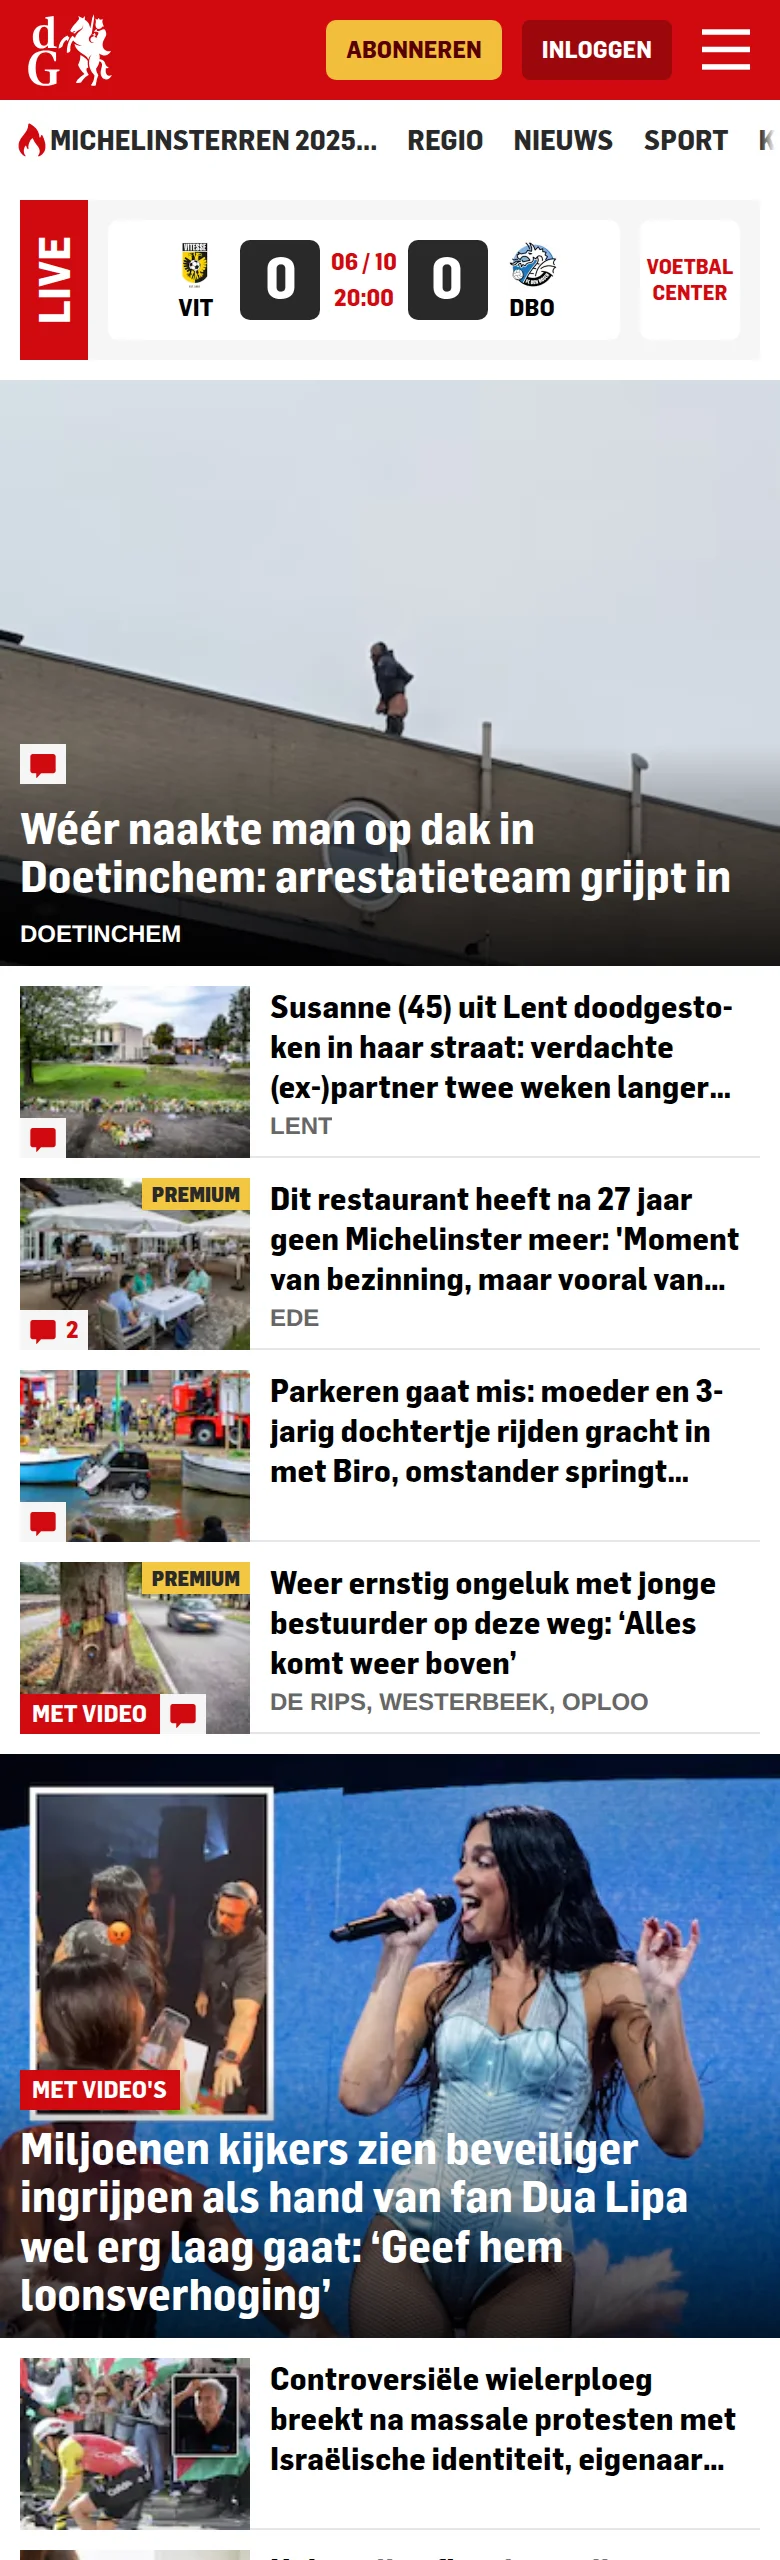 dG
ABONNEREN
INLOGGEN
MICHELINSTERREN 2025...
REGIO
NIEUWS
SPORT
K
LIVE
VITESSE
VIT
0
06 / 10
20:00
0
DBO
VOETBAL
CENTER
Wéér naakte man op dak in
Doetinchem: arrestatieteam grijpt in
DOETINCHEM
Susanne (45) uit Lent doodgesto-
ken in haar straat: verdachte
(ex-)partner twee weken langer...
LENT
PREMIUM
2
Dit restaurant heeft na 27 jaar
geen Michelinster meer: 'Moment
van bezinning, maar vooral van...
EDE
Parkeren gaat mis: moeder en 3-
jarig dochtertje rijden gracht in
met Biro, omstander springt...
PREMIUM
MET VIDEO
Weer ernstig ongeluk met jonge
bestuurder op deze weg: ‘Alles
komt weer boven’
DE RIPS, WESTERBEEK, OPLOO
MET VIDEO'S
Miljoenen kijkers zien beveiliger
ingrijpen als hand van fan Dua Lipa
wel erg laag gaat: ‘Geef hem
loonsverhoging’
Controversiële wielerploeg
breekt na massale protesten met
Israëlische identiteit, eigenaar...